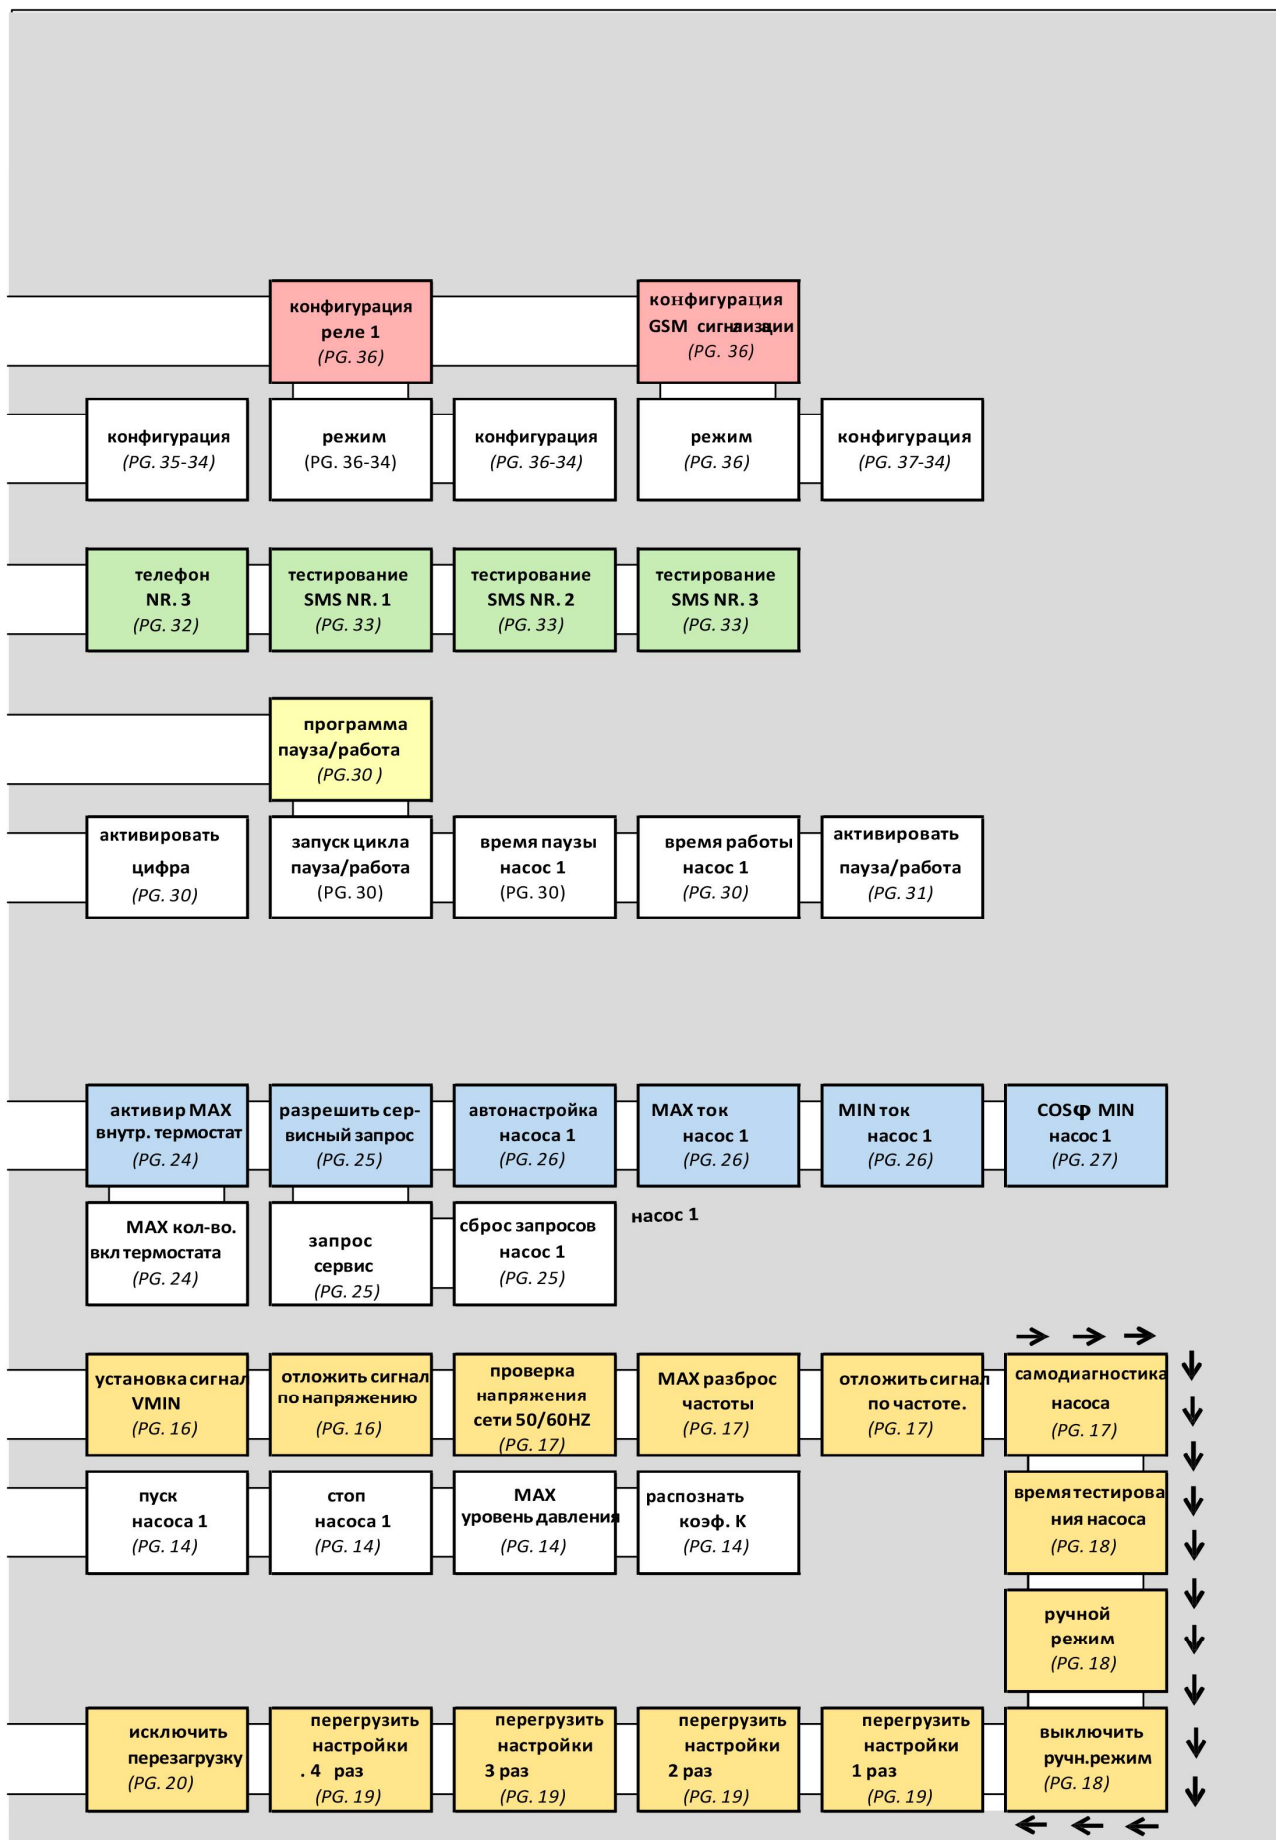 конфигурация
реле 1
(PG. 36)
конфигурация
GSM сигнализации
(PG. 36)
конфигурация
(PG. 35-34)
режим
(PG. 36-34)
конфигурация
(PG. 36-34)
режим
(PG. 36)
конфигурация
(PG. 37-34)
телефон
NR. 3
(PG. 32)
тестирование
SMS NR. 1
(PG. 33)
тестирование
SMS NR. 2
(PG. 33)
тестирование
SMS NR. 3
(PG. 33)
программа
пауза/работа
(PG.30 )
активировать
цифра
(PG. 30)
запуск цикла
пауза/работа
(PG. 30)
время паузы
насос 1
(PG. 30)
время работы
насос 1
(PG. 30)
активировать
пауза/работа
(PG. 31)
активир MAX
внутр. термостат
(PG. 24)
разрешить сер-
висный запрос
(PG. 25)
автонастройка
насоса 1
(PG. 26)
MAX ток
насос 1
(PG. 26)
MIN ток
насос 1
(PG. 26)
COSφ MIN
насос 1
(PG. 27)
MAX кол-во.
вкл термостата
(PG. 24)
запрос
сервис
(PG. 25)
сброс запросов
насос 1
(PG. 25)
насос 1
установка сигнал
VMIN
(PG. 16)
отложить сигнал
по напряжению
(PG. 16)
проверка
напряжения
сети 50/60HZ
(PG. 17)
MAX разброс
частоты
(PG. 17)
отложить сигнал
по частоте.
(PG. 17)
самодиагностика
насоса
(PG. 17)
пуск
насоса 1
(PG. 14)
стоп
насоса 1
(PG. 14)
MAX
уровень давления
(PG. 14)
распознать
коэф. K
(PG. 14)
время тестирова
ния насоса
(PG. 18)
ручной
режим
(PG. 18)
исключить
перезагрузку
(PG. 20)
перегрузить
настройки
. 4 раз
(PG. 19)
перегрузить
настройки
3 раз
(PG. 19)
перегрузить
настройки
2 раз
(PG. 19)
перегрузить
настройки
1 раз
(PG. 19)
выключить
ручн.режим
(PG. 18)